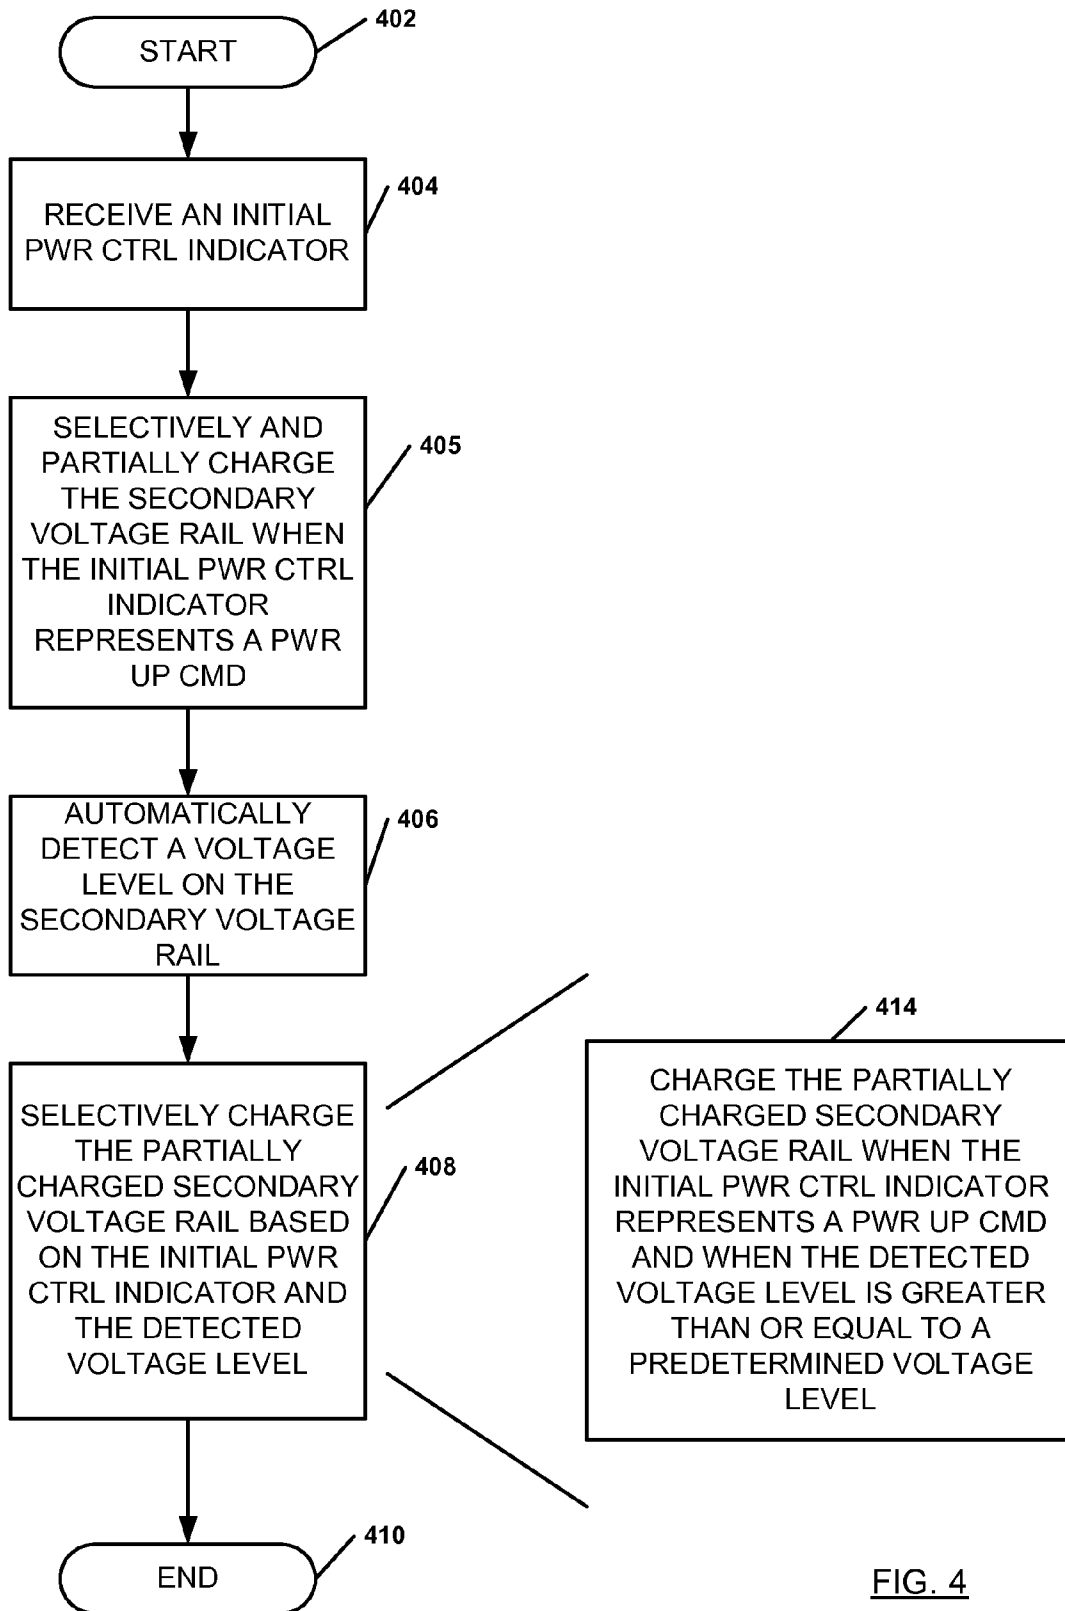 START
402
RECEIVE AN INITIAL
PWR CTRL INDICATOR
404
SELECTIVELY AND
PARTIALLY CHARGE
THE SECONDARY
VOLTAGE RAIL WHEN
THE INITIAL PWR CTRL
INDICATOR
REPRESENTS A PWR
UP CMD
405
AUTOMATICALLY
DETECT A VOLTAGE
LEVEL ON THE
SECONDARY VOLTAGE
RAIL
406
SELECTIVELY CHARGE
THE PARTIALLY
CHARGED SECONDARY
VOLTAGE RAIL BASED
ON THE INITIAL PWR
CTRL INDICATOR AND
THE DETECTED
VOLTAGE LEVEL
408
414
CHARGE THE PARTIALLY
CHARGED SECONDARY
VOLTAGE RAIL WHEN THE
INITIAL PWR CTRL INDICATOR
REPRESENTS A PWR UP CMD
AND WHEN THE DETECTED
VOLTAGE LEVEL IS GREATER
THAN OR EQUAL TO A
PREDETERMINED VOLTAGE
LEVEL
END
410
FIG. 4